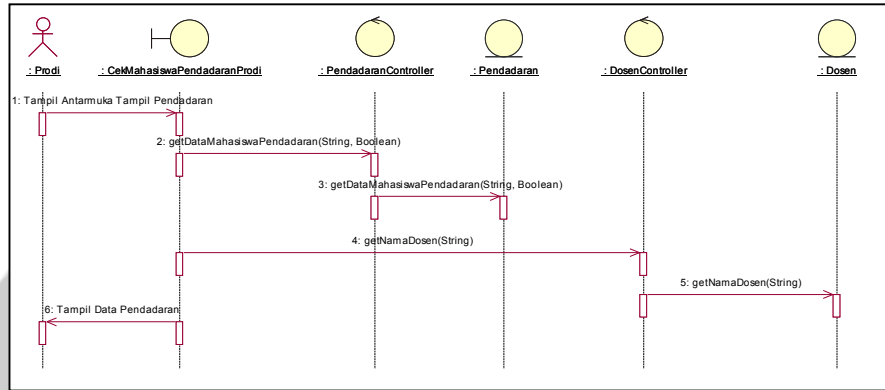 : Prodi
: CekMahasiswaPendadaranProdi
: PendadaranController
: Pendadaran
: DosenController
: Dosen
1: Tampil Antarmuka Tampil Pendadaran
2: getDataMahasiswaPendadaran(String, Boolean)
3: getDataMahasiswaPendadaran(String, Boolean)
4: getNamaDosen(String)
5: getNamaDosen(String)
6: Tampil Data Pendadaran